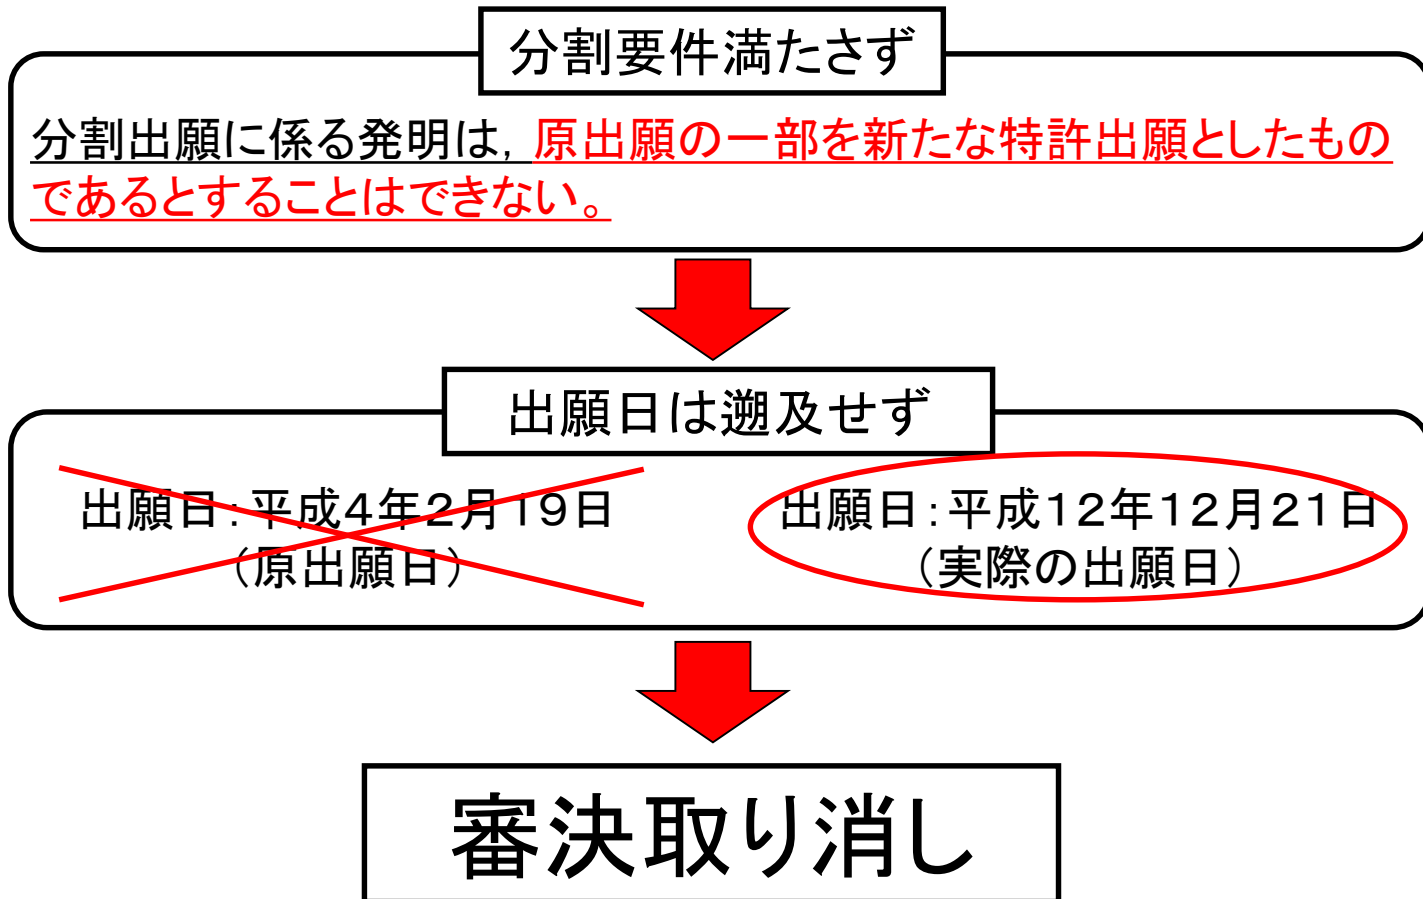 分割要件満たさず
分割出願に係る発明は，原出願の一部を新たな特許出願としたもの
であるとすることはできない。
出願日は遡及せず
出願日：平成４年２月１９日
（原出願日）
出願日：平成１２年１２月２１日
（実際の出願日）
審決取り消し